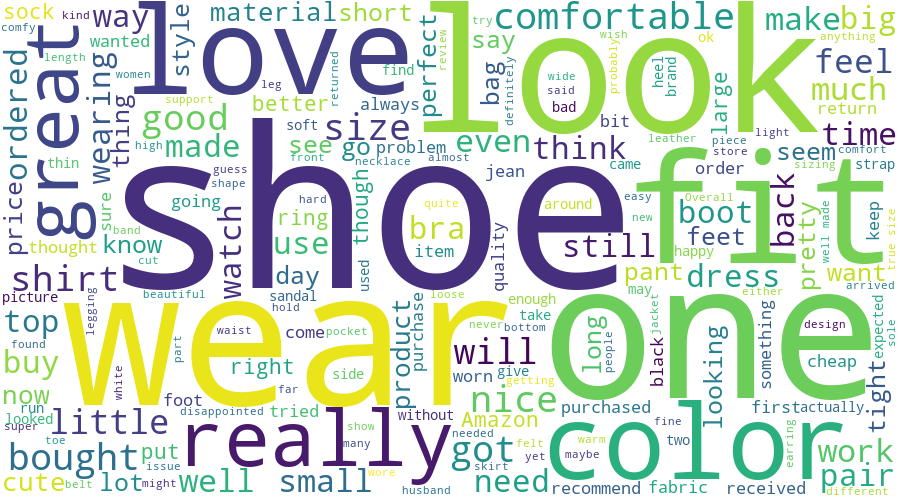 sock
way
material
short
love
look
comfortable
make
big
comfy
kind
try
wish
ok
anything
wanted
style
say
feel
length
women
great
ordered
wearing
thing
leg
returned
find
perfect
bag
definitely
review
wide
said
bad
probably
heel
brand
large
much
return
support
better
always
good
size
soft
bit
leather
piece
store
light
time
thin
high
made
see
go
problem
even
think
seem
comfort
strap
front
necklace
almost
came
order
sizing
price
sure
band
guess
shape
though
jean
shoe
fit
going
hard
quite
around
easy
new
Overall
boot
back
pretty
well made
keep
true size
thought
know
cut
watch
ring
use
bra
item
quality
still
feet
happy
shirt
day
used
pant
dress
want
picture
beautiful
sandal
hold
loose
enough
may
either
arrived
top
found
legging
wear
one
waist
pocket
come
product
purchase
never
bottom
take
will
long
people
jacket
black
looking
something
design
expected
sole
buy
part
right
side
worn
give
cheap
now
white
far
getting
nice
foot
tight
run
looked
little
disappointed
tried
without
Amazon
purchased
first
actually
super
really
color
bought
toe
put
issue
show
many
got
needed
felt
yet
warm
maybe
fine
two
earring
work
cute
belt
lot
might
well
small
wore
husband
need
skirt
recommend
fabric
received
pair
different